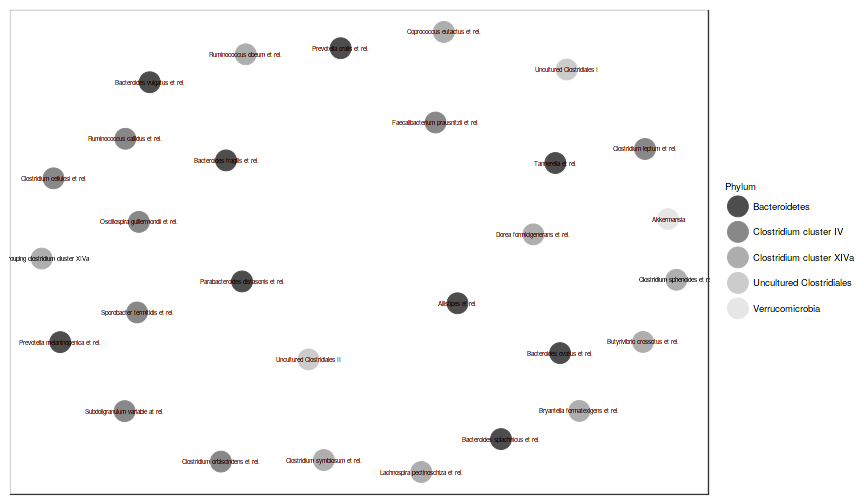 Coprococcus eutactus et rel.
Prevotella oralis et rel.
Ruminococcus obeum et rel.
Uncultured Clostridiales I
Bacteroides vulgatus et rel.
Faecalibacterium prausnitzii et rel.
Ruminococcus callidus et rel.
Clostridium leptum et rel.
Bacteroides fragilis et rel.
Tannerella et rel.
Clostridium cellulosi et rel.
Phylum
Bacteroidetes
Akkermansia
Oscillospira guillermondii et rel.
Clostridium cluster IV
Dorea formicigenerans et rel.
Clostridium cluster XIVa
rouping clostridium cluster XIVa
Clostridium sphenoides et r
Parabacteroides distasonis et rel.
Uncultured Clostridiales
Alistipes et rel.
Verrucomicrobia
Sporobacter termitidis et rel.
Prevotella melaninogenica et rel.
Butyrivibrio crossotus et rel.
Bacteroides ovatus et rel.
Uncultured Clostridiales II
Subdoligranulum variable at rel.
Bryantella formatexigens et rel.
Bacteroides splachnicus et rel.
Clostridium orbiscindens et rel.
Clostridium symbiosum et rel.
Lachnospira pectinoschiza et rel.